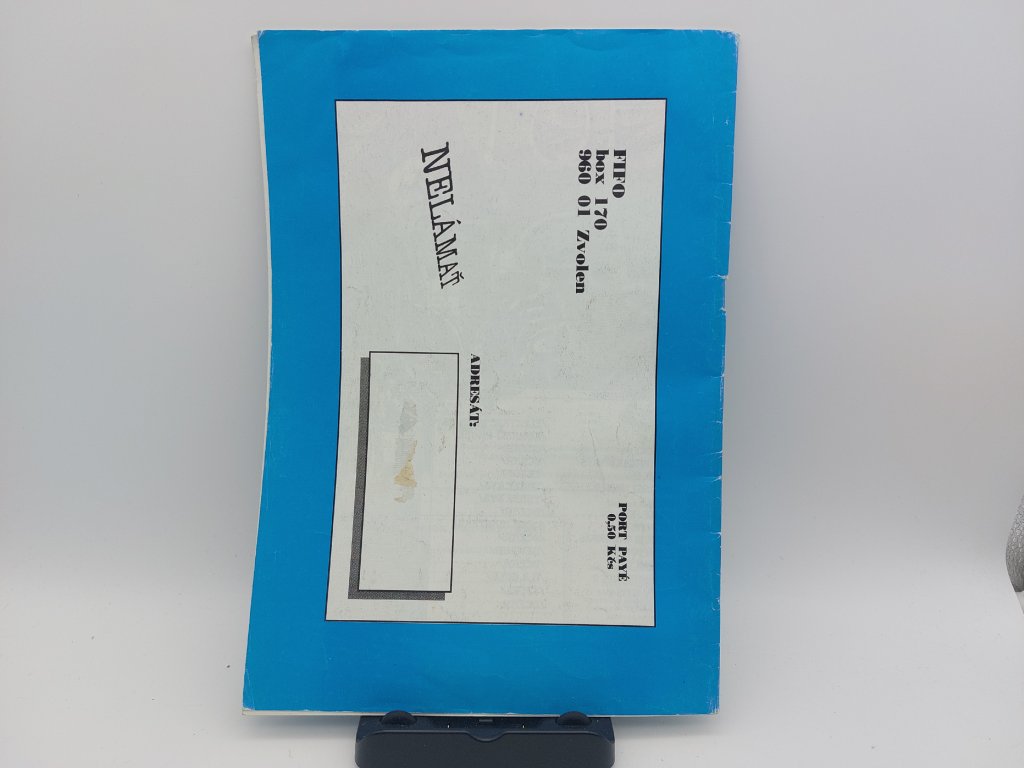 FIFO
box 170
960 01 Zvolen
PORT PAYÉ
0,50 Kčs
NELÁMAŤ
ADRESÁT: